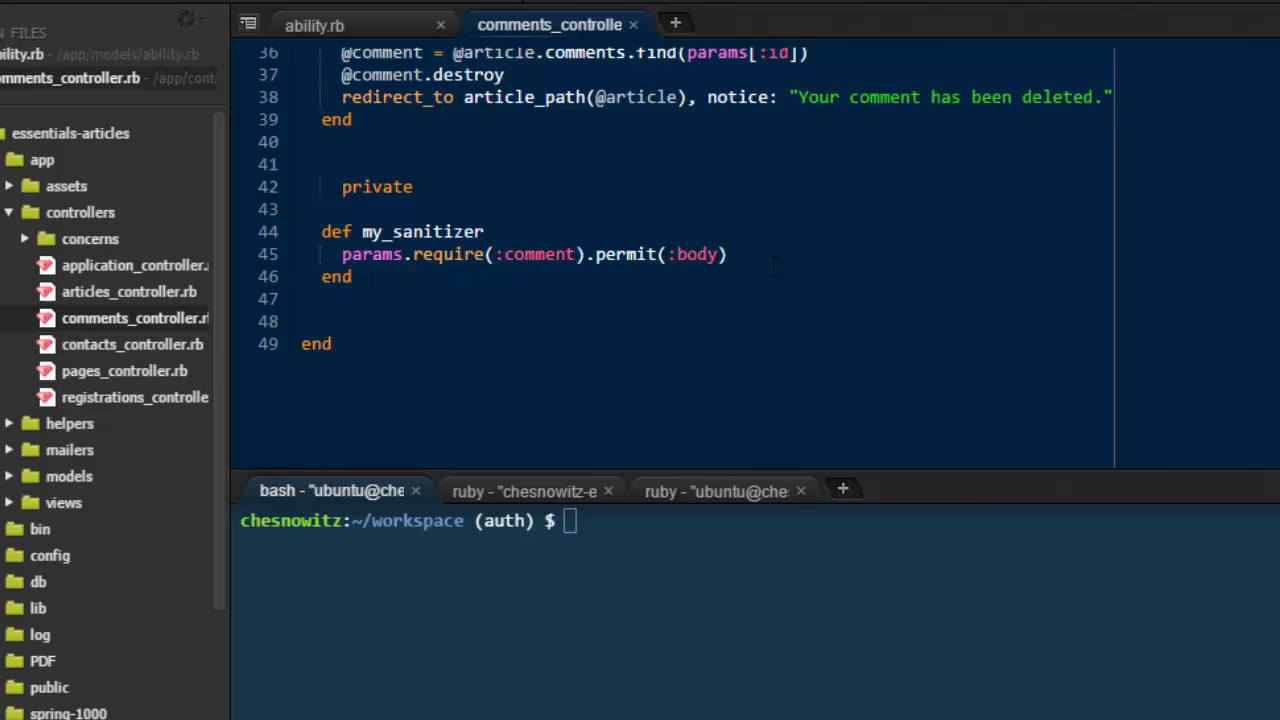 ability.rb
comments_controlle
N FILES
ility.rb - /app/models/ability.rb
omments_controller.rb - /app/cont
essentials-articles
app
assets
controllers
concerns
application_controller.
articles_controller.rb
comments_controller.r
contacts_controller.rb
pages_controller.rb
registrations_controlle
helpers
mailers
models
views
bin
config
db
lib
log
PDF
public
spring-1000
36 @comment = @article.comments.find(params[:id])
37 @comment.destroy
38 redirect_to article_path(@article), notice: "Your comment has been deleted."
39 end
40
41
42 private
43
44 def my_sanitizer
45 params.require(:comment).permit(:body)
46 end
47
48
49 end
bash - "ubuntu@che
ruby - "chesnowitz-e
ruby - "ubuntu@che
chesnowitz:~/workspace (auth) $